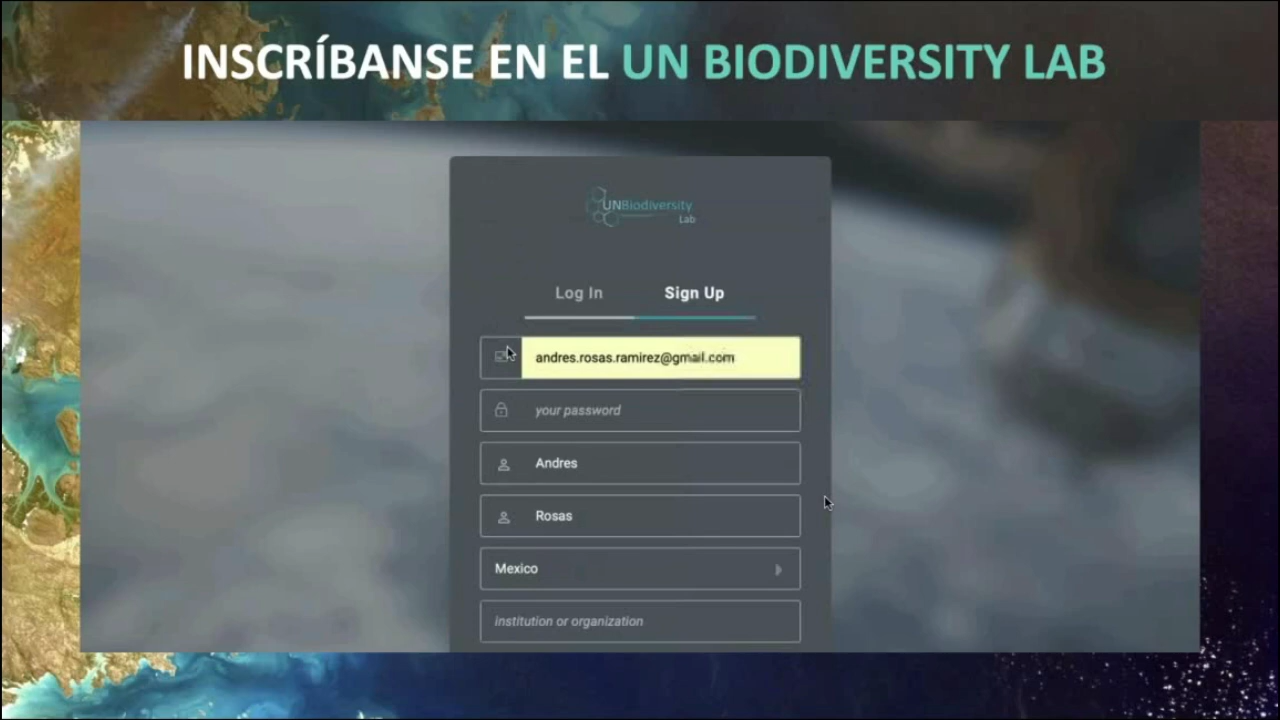 INSCRÍBANSE EN EL UN BIODIVERSITY LAB
UNBiodiversity
Lab
Log In Sign Up
andres.rosas.ramirez@gmail.com
your password
Andres
Rosas
Mexico
institution or organization